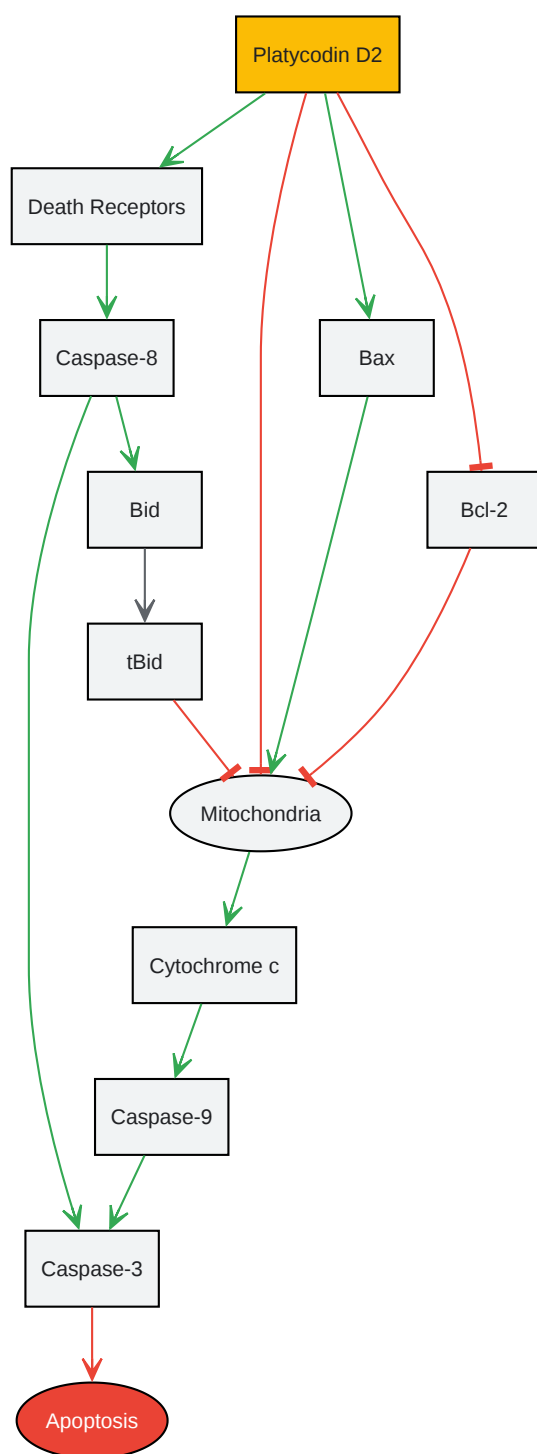 Platycodin D2
Death Receptors
Caspase-8
Bax
Bid
Bcl-2
tBid
Mitochondria
Cytochrome c
Caspase-9
Caspase-3
Apoptosis